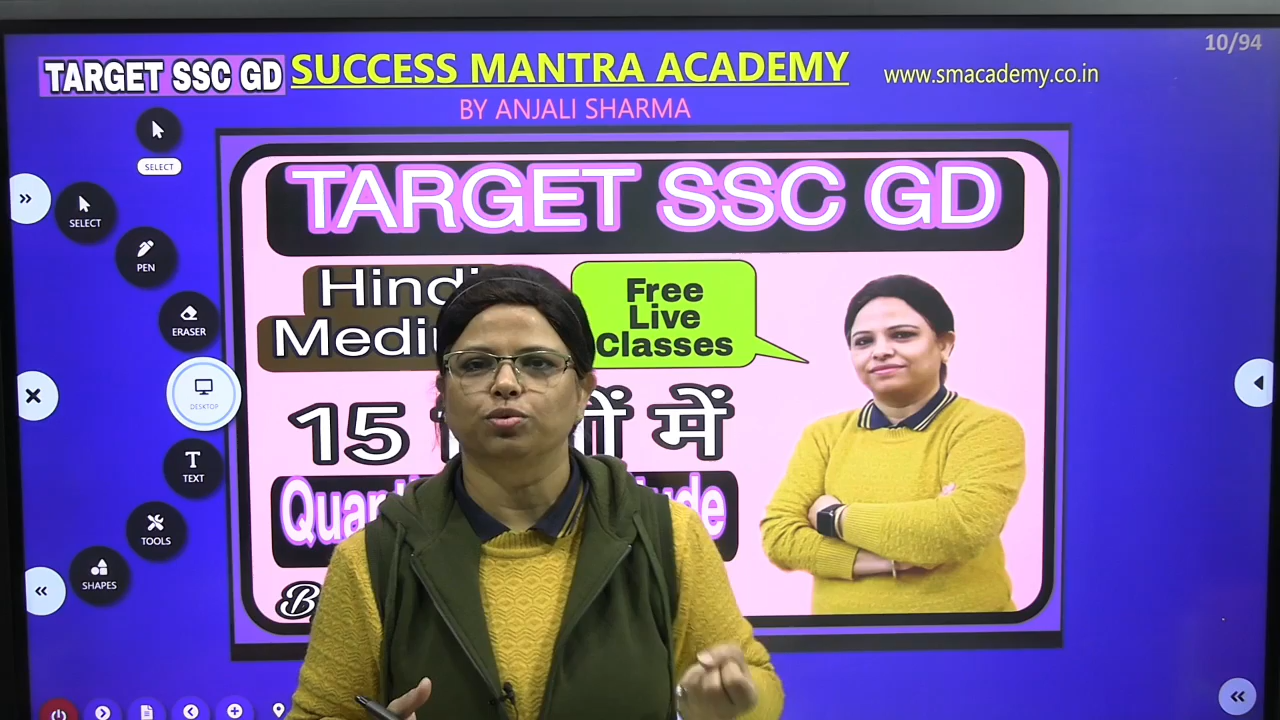 10/94
TARGET SSC GD SUCCESS MANTRA ACADEMY www.smacademy.co.in
BY ANJALI SHARMA
SELECT
SELECT
PEN
ERASER
DESKTOP
TEXT
TOOLS
SHAPES
TARGET SSC GD
Hindi
Free
Live
Classes
15 में